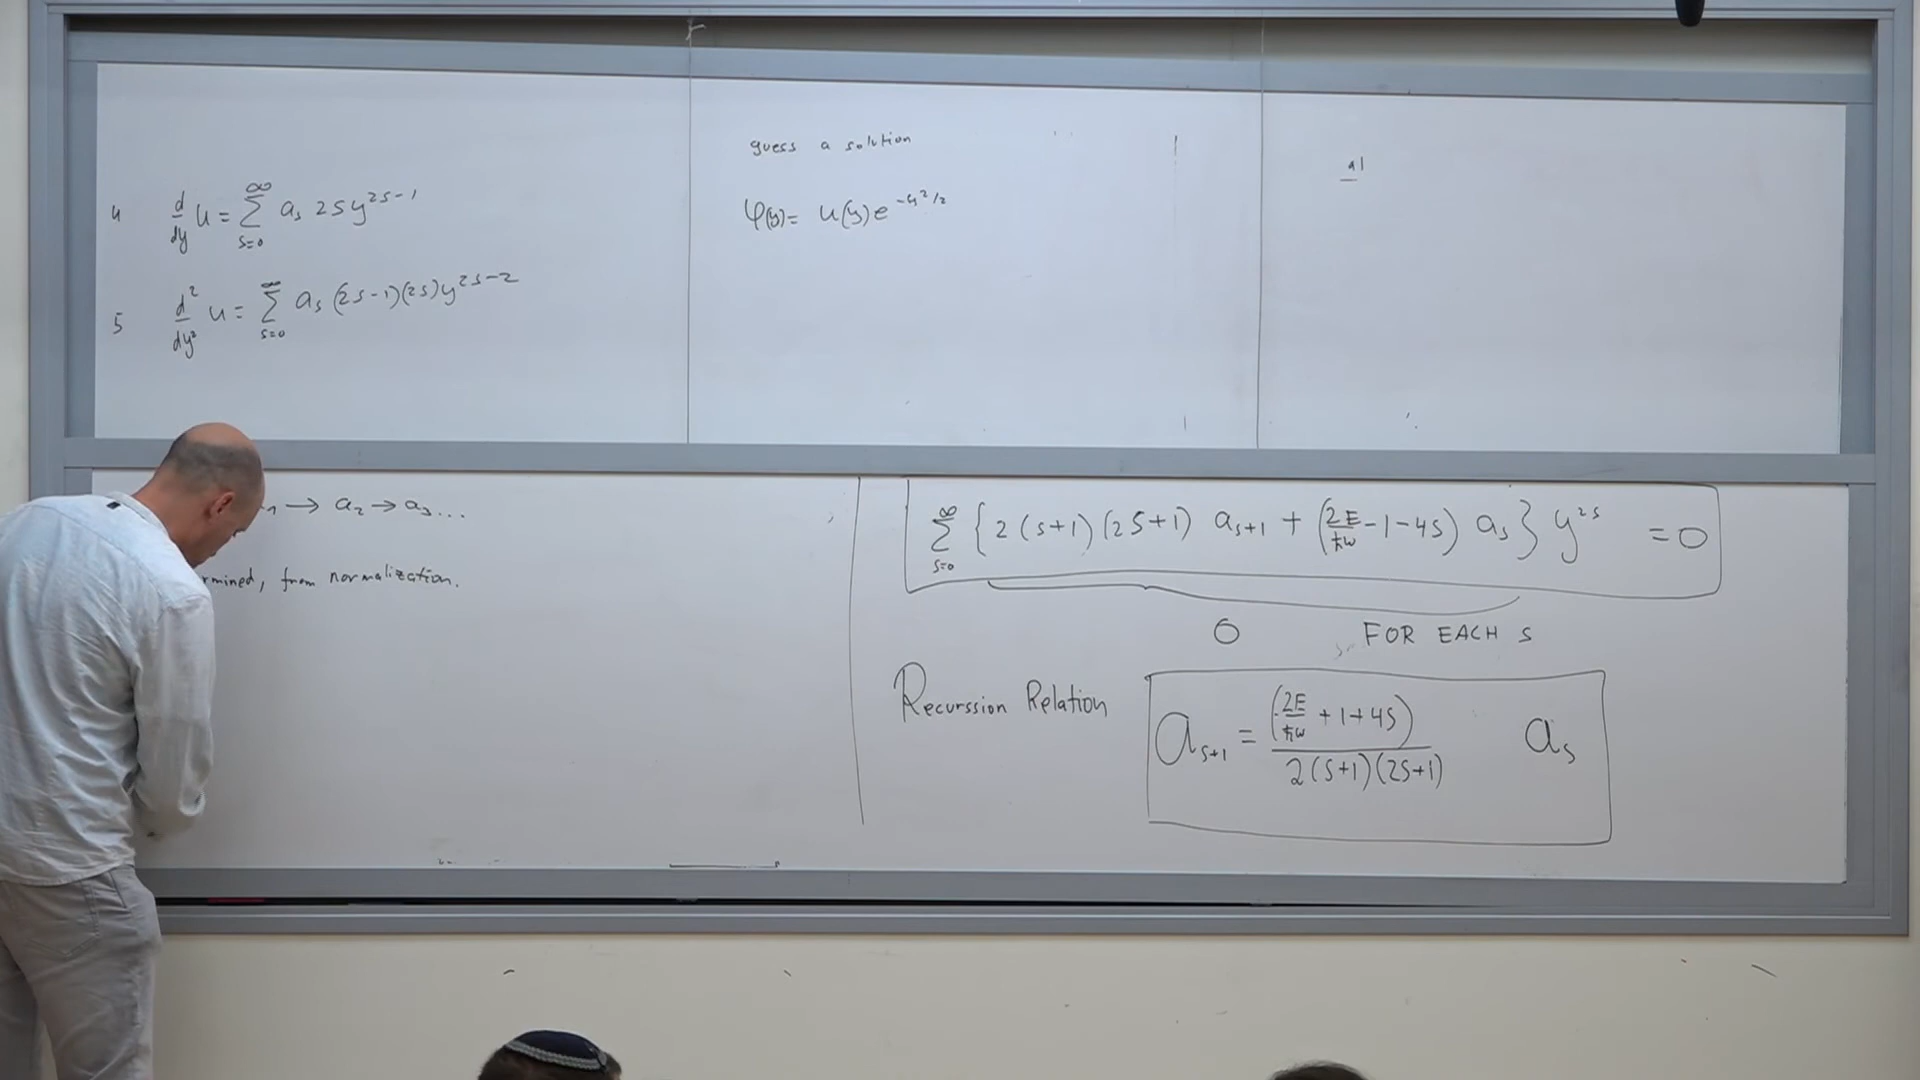 4 d/dy u = ∑_{s=0}^{∞} a_s 2s y^{2s-1}
5 d²/dy² u = ∑_{s=0}^{∞} a_s (2s-1)(2s) y^{2s-2}
guess a solution
φ(y) = u(y) e^{-y²/2}
a1
→ a_2 → a_3 ...
from normalization.
∑_{s=0}^{∞} { 2(s+1)(2s+1) a_{s+1} + (2E/ħω - 1 - 4s) a_s } y^{2s} = 0
0 FOR EACH s
Recurssion Relation
a_{s+1} = (-2E/ħω + 1 + 4s) / 2(s+1)(2s+1) a_s